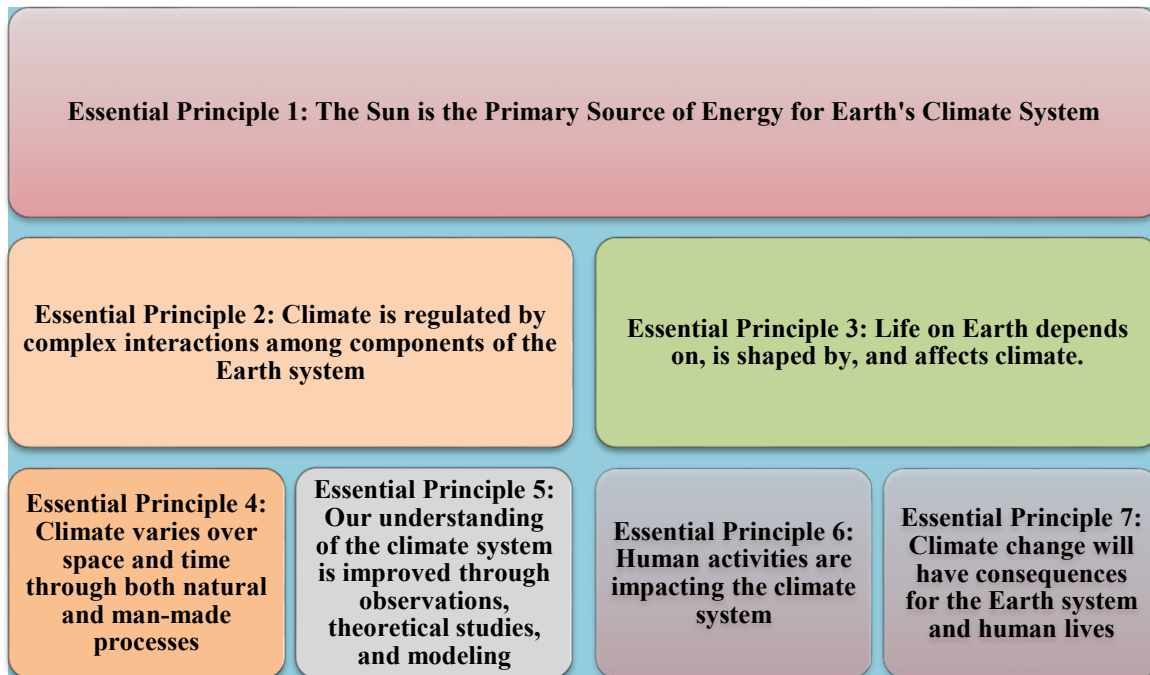 Essential Principle 1: The Sun is the Primary Source of Energy for Earth's Climate System
Essential Principle 2: Climate is regulated by
complex interactions among components of the
Earth system
Essential Principle 3: Life on Earth depends
on, is shaped by, and affects climate.
Essential Principle 4:
Climate varies over
space and time
through both natural
and man-made
processes
Essential Principle 5:
Our understanding
of the climate system
is improved through
observations,
theoretical studies,
and modeling
Essential Principle 6:
Human activities are
impacting the climate
system
Essential Principle 7:
Climate change will
have consequences
for the Earth system
and human lives